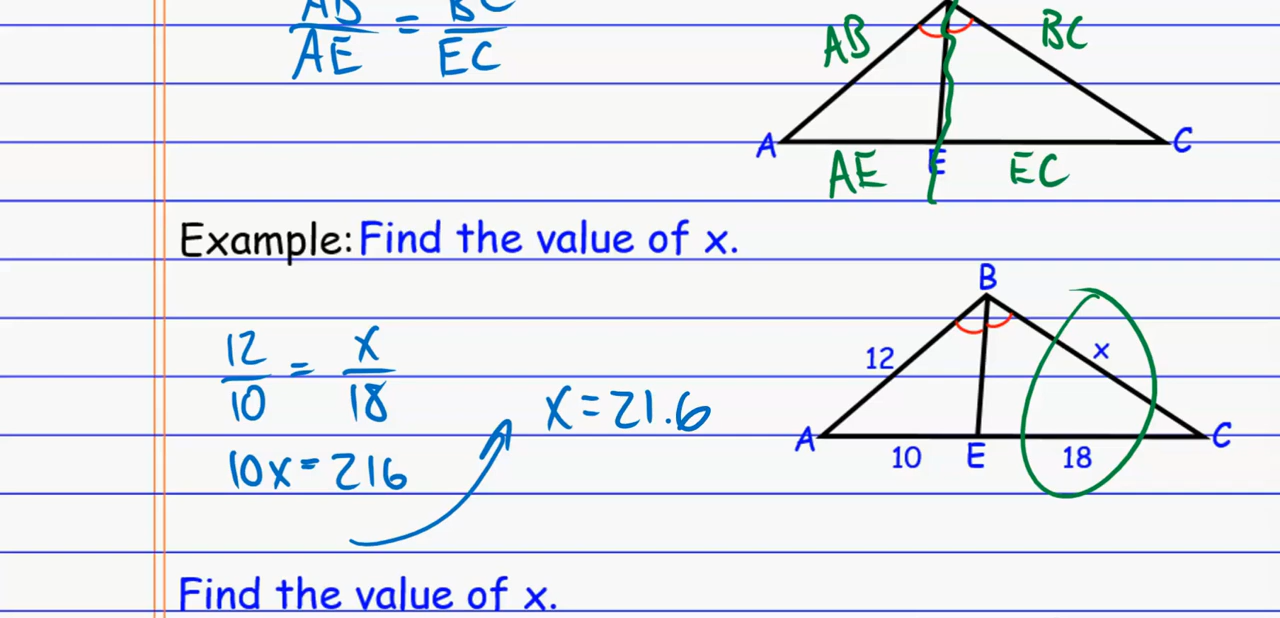 AB/AE = BC/EC
AB
BC
A
E
C
AE
EC
Example: Find the value of x.
B
12/10 = x/18
12
x
x=21.6
A
E
C
10
18
10x=216
Find the value of x.